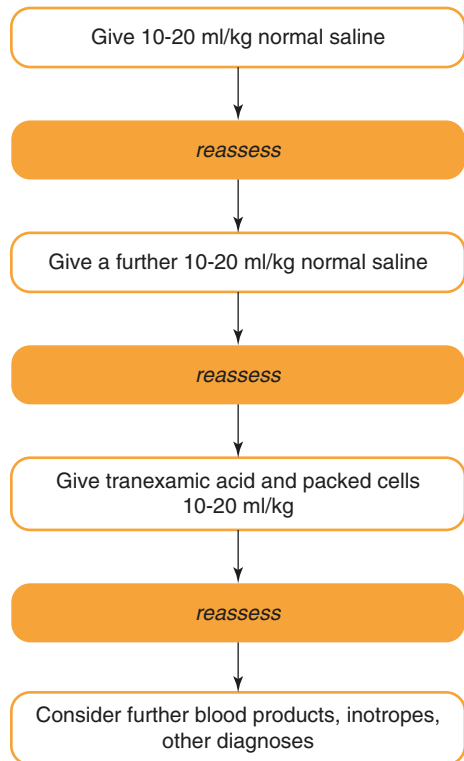 Give 10-20 ml/kg normal saline
reassess
Give a further 10-20 ml/kg normal saline
reassess
Give tranexamic acid and packed cells
10-20 ml/kg
reassess
Consider further blood products, inotropes,
other diagnoses